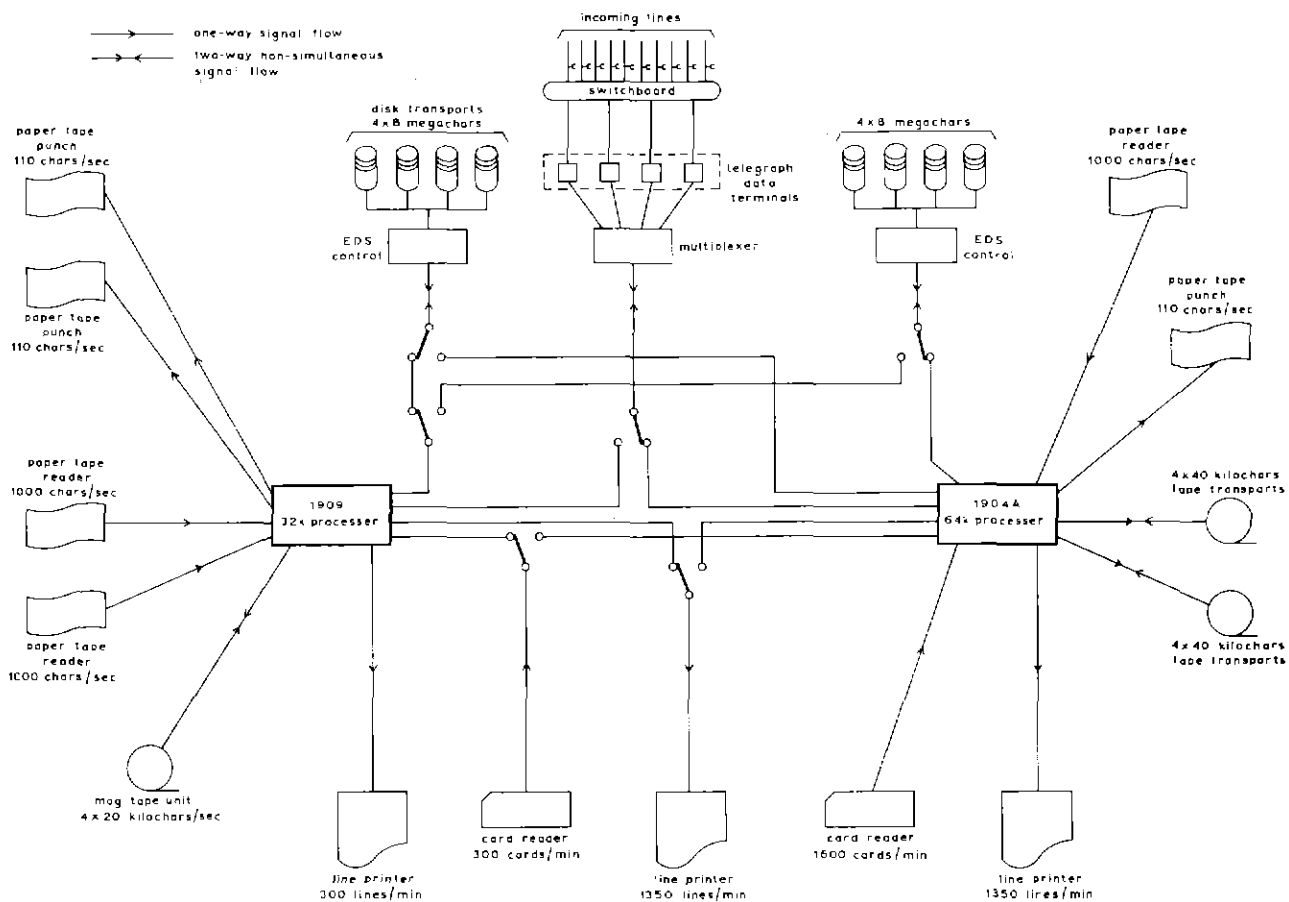 incoming lines
one-way signal flow
two-way non-simultaneous
signal flow
switchboard
disk transports
4×8 megachars
4×8 megachars
paper tape
punch
110 chars/sec
paper tape
reader
1000 chars/sec
telegraph
data
terminals
EDS
control
multiplexer
EDS
control
paper tape
punch
110 chars/sec
paper tape
punch
110 chars/sec
paper tape
reader
1000 chars/sec
1909
32k processer
1904A
64k processer
4×40 kilochars
tape transports
paper tape
reader
1000 chars/sec
4×40 kilochars
tape transports
mag tape unit
4×20 kilochars/sec
card reader
300 cards/min
card reader
1600 cards/min
line printer
300 lines/min
line printer
1350 lines/min
line printer
1350 lines/min